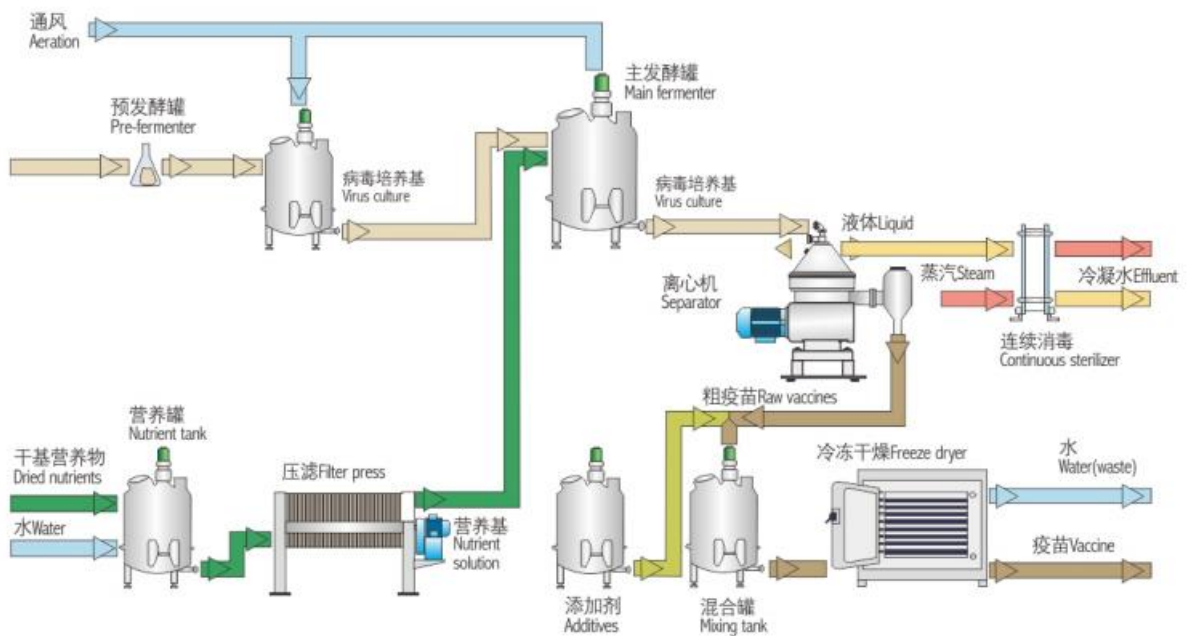 通风
Aeration
预发酵罐
Pre-fermenter
主发酵罐
Main fermenter
病毒培养基
Virus culture
病毒培养基
Virus culture
液体Liquid
蒸汽Steam
冷凝水Effluent
离心机
Separator
连续消毒
Continuous sterilizer
粗疫苗Raw vaccines
营养罐
Nutrient tank
干基营养物
Dried nutrients
水Water
压滤Filter press
营养基
Nutrient
solution
冷冻干燥Freeze dryer
水
Water(waste)
疫苗Vaccine
添加剂
Additives
混合罐
Mixing tank